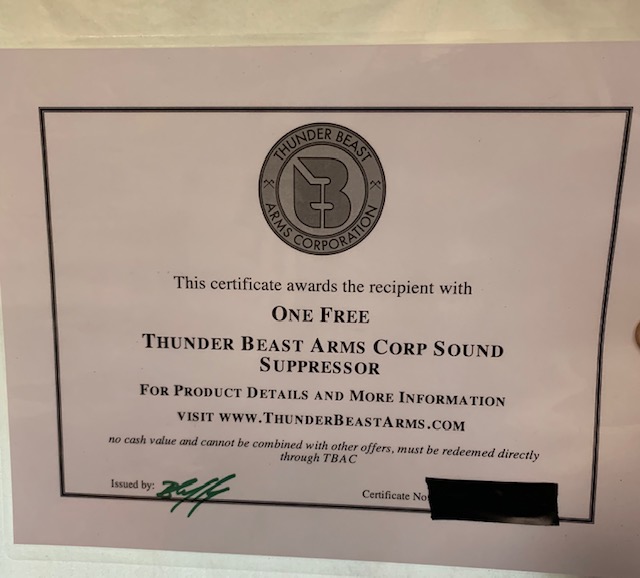 THUNDER BEAST
ARMS CORPORATION
This certificate awards the recipient with
ONE FREE
THUNDER BEAST ARMS CORP SOUND
SUPPRESSOR
FOR PRODUCT DETAILS AND MORE INFORMATION
VISIT WWW.THUNDERBEASTARMS.COM
no cash value and cannot be combined with other offers, must be redeemed directly
through TBAC
Issued by:
Certificate No